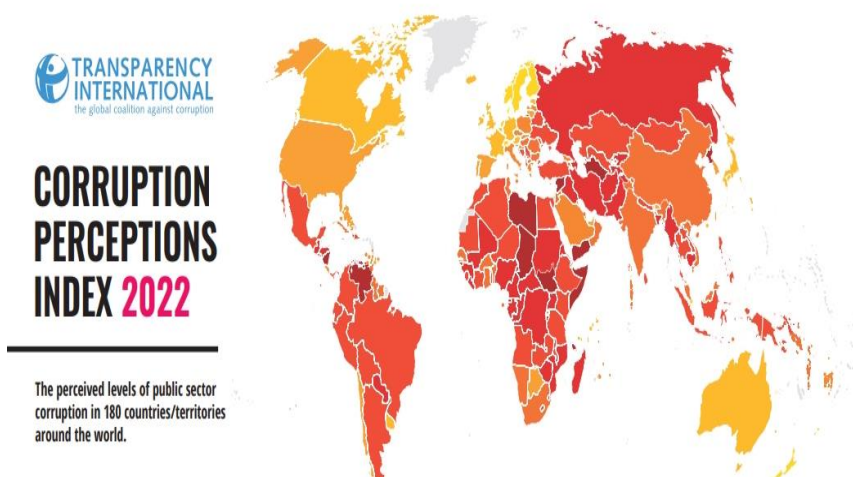 TRANSPARENCY
INTERNATIONAL
the global coalition against corruption
CORRUPTION
PERCEPTIONS
INDEX 2022
The perceived levels of public sector
corruption in 180 countries/territories
around the world.